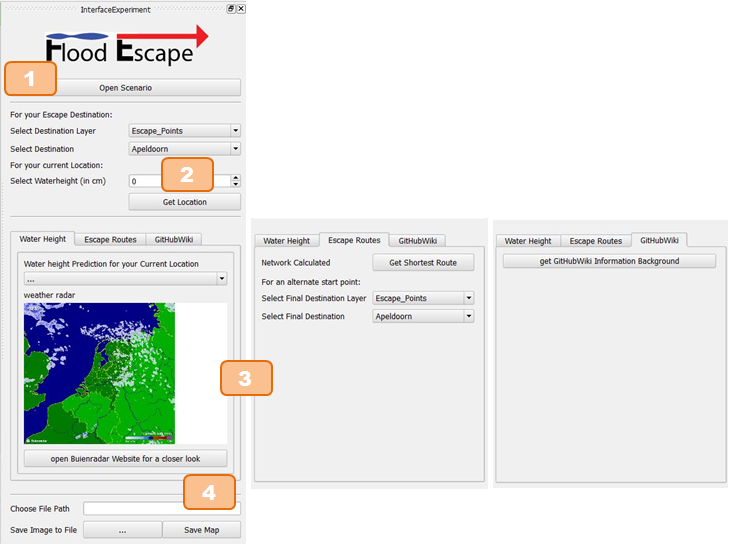 InterfaceExperiment
Flood Escape
1
Open Scenario
For your Escape Destination:
Select Destination Layer Escape_Points
Select Destination Apeldoorn
For your current Location:
2
Select Waterheight (in cm) 0
Get Location
Water Height Escape Routes GitHubWiki
Water height Prediction for your Current Location
...
weather radar
open Buienradar Website for a closer look
Water Height Escape Routes GitHubWiki
Network Calculated Get Shortest Route
For an alternate start point:
Select Final Destination Layer Escape_Points
Select Final Destination Apeldoorn
Water Height Escape Routes GitHubWiki
get GitHubWiki Information Background
3
4
Choose File Path
Save Image to File ... Save Map